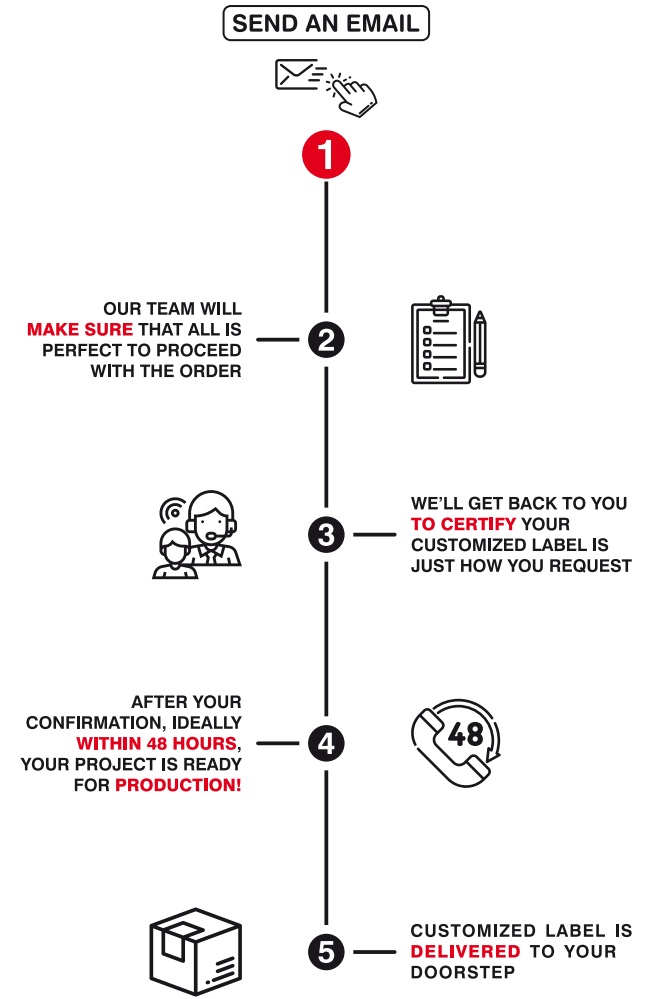 SEND AN EMAIL
1
OUR TEAM WILL
MAKE SURE THAT ALL IS
PERFECT TO PROCEED
WITH THE ORDER
2
3
WE'LL GET BACK TO YOU
TO CERTIFY YOUR
CUSTOMIZED LABEL IS
JUST HOW YOU REQUEST
AFTER YOUR
CONFIRMATION, IDEALLY
WITHIN 48 HOURS,
YOUR PROJECT IS READY
FOR PRODUCTION!
4
48
5
CUSTOMIZED LABEL IS
DELIVERED TO YOUR
DOORSTEP